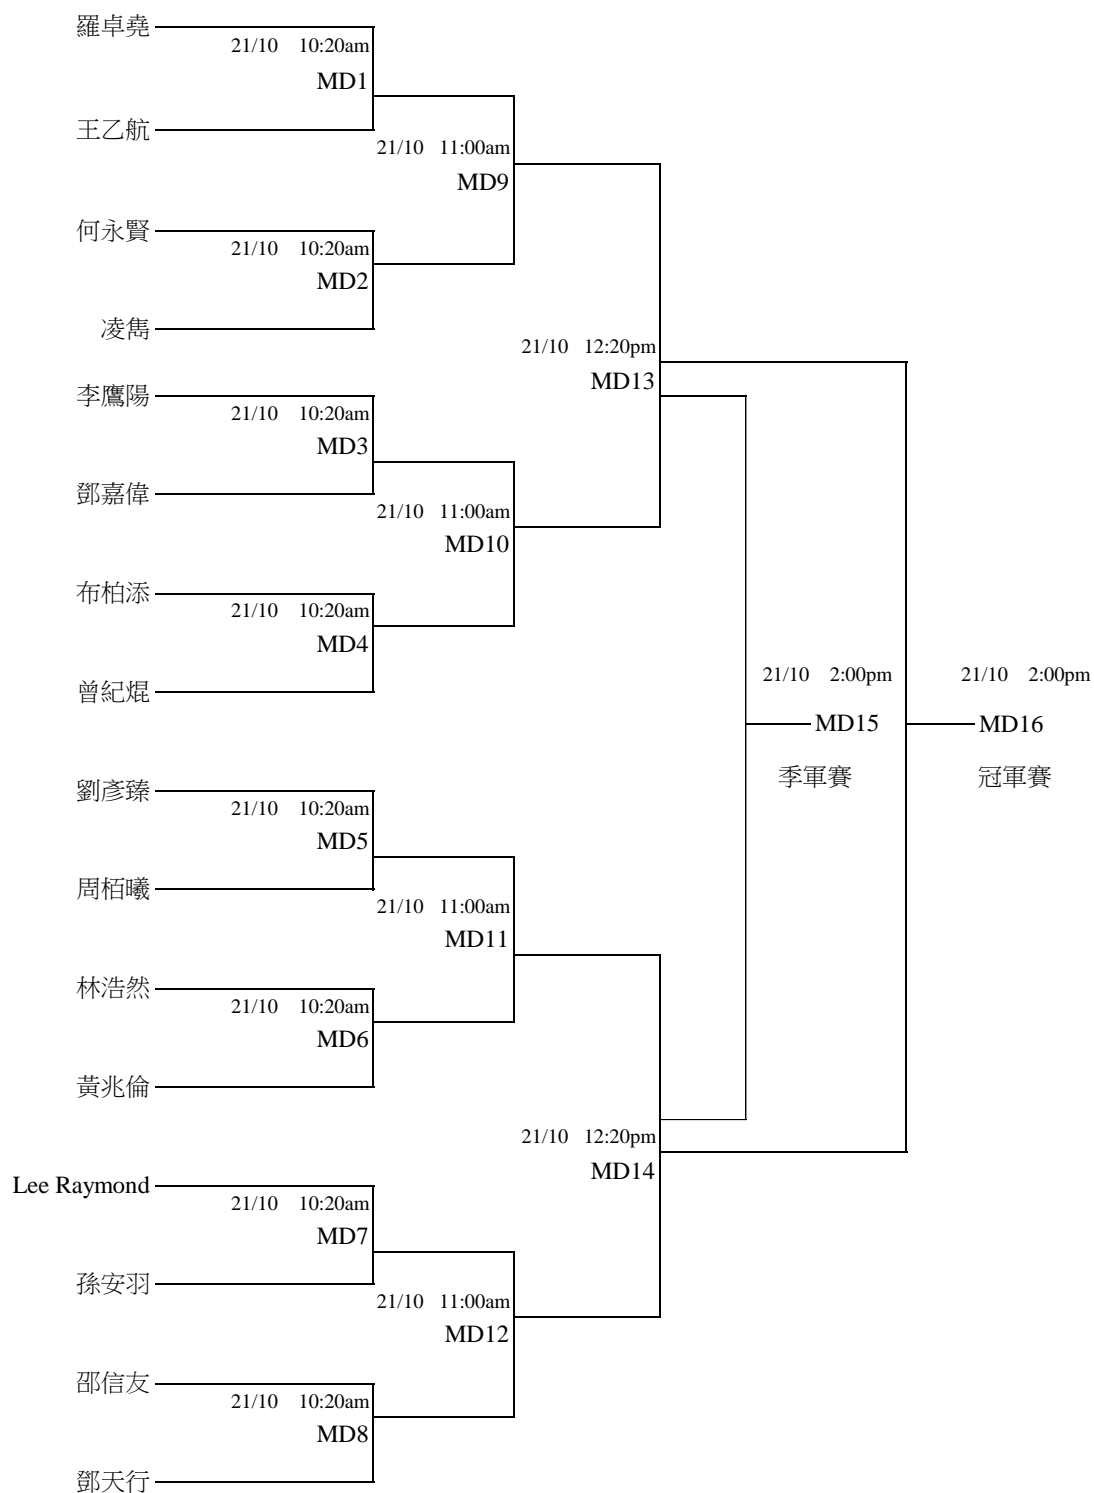 羅卓堯
21/10 10:20am
MD1
王乙航
21/10 11:00am
MD9
何永賢
21/10 10:20am
MD2
凌雋
21/10 12:20pm
MD13
李鷹陽
21/10 10:20am
MD3
鄧嘉偉
21/10 11:00am
MD10
布柏添
21/10 10:20am
MD4
曾紀焜
21/10 2:00pm
MD15
季軍賽
21/10 2:00pm
MD16
冠軍賽
劉彥臻
21/10 10:20am
MD5
周栢曦
21/10 11:00am
MD11
林浩然
21/10 10:20am
MD6
黃兆倫
21/10 12:20pm
MD14
Lee Raymond
21/10 10:20am
MD7
孫安羽
21/10 11:00am
MD12
邵信友
21/10 10:20am
MD8
鄧天行